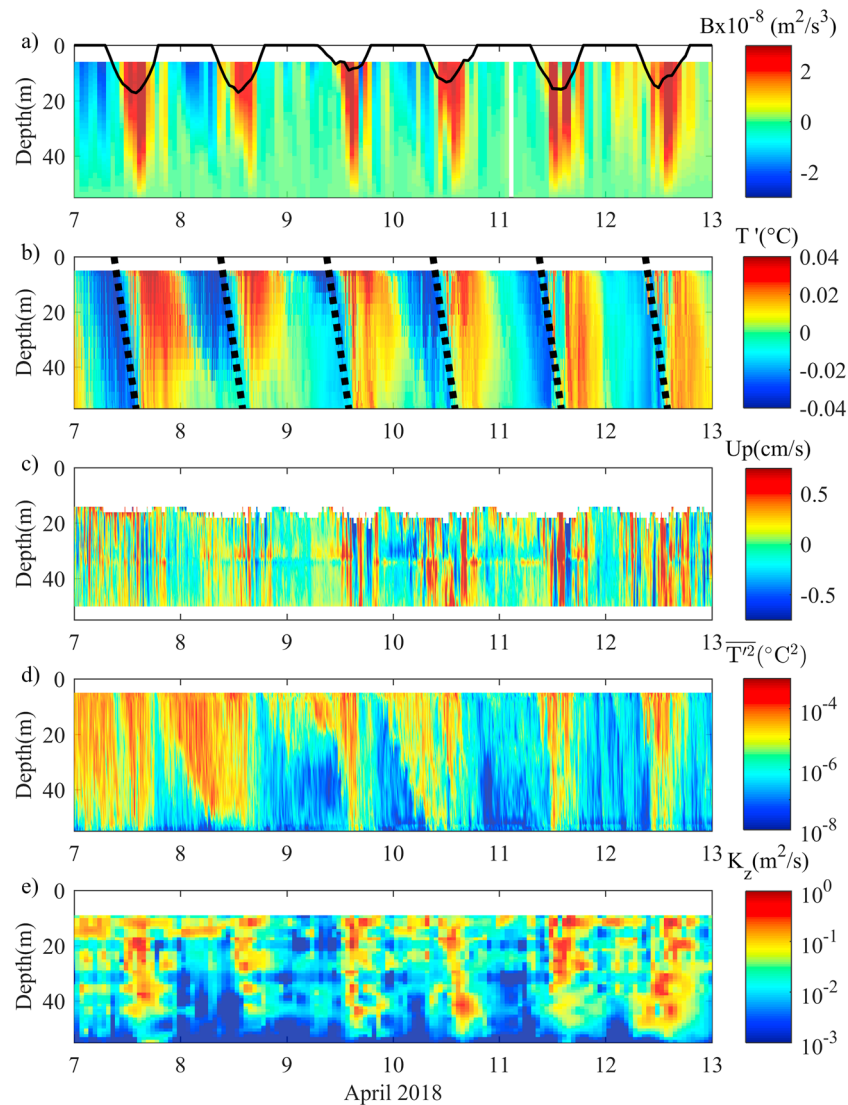 a)
Bx10⁻⁸ (m²/s³)
0
20
40
Depth(m)
2
0
-2
7 8 9 10 11 12 13
b)
T '(°C)
0
20
40
Depth(m)
0.04
0.02
0
-0.02
-0.04
7 8 9 10 11 12 13
c)
Up(cm/s)
0
20
40
Depth(m)
0.5
0
-0.5
7 8 9 10 11 12 13
d)
T′²(°C²)
0
20
40
Depth(m)
10⁻⁴
10⁻⁶
10⁻⁸
7 8 9 10 11 12 13
e)
K_z(m²/s)
0
20
40
Depth(m)
10⁰
10⁻¹
10⁻²
10⁻³
7 8 9 10 11 12 13
April 2018